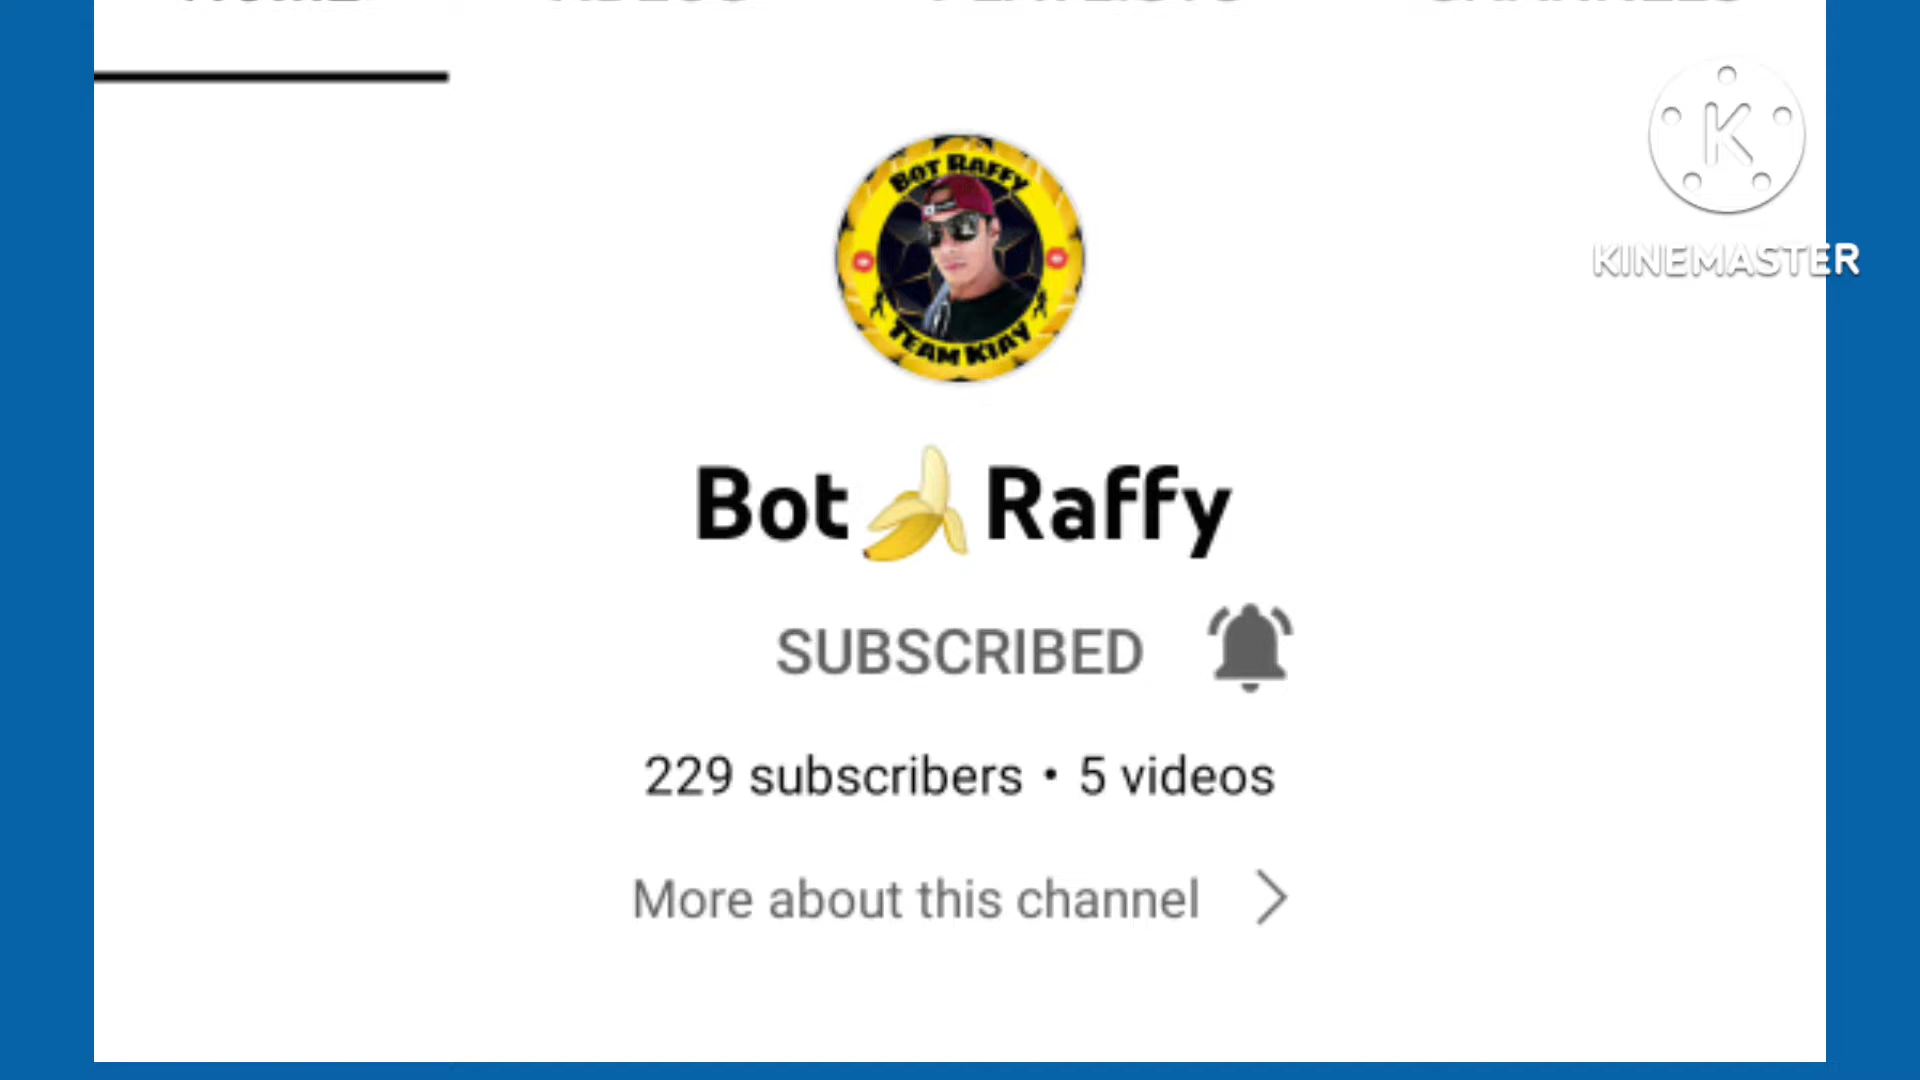 BOT RAFFY
TEAM KIAY
KINEMASTER
Bot🍌Raffy
SUBSCRIBED
229 subscribers • 5 videos
More about this channel